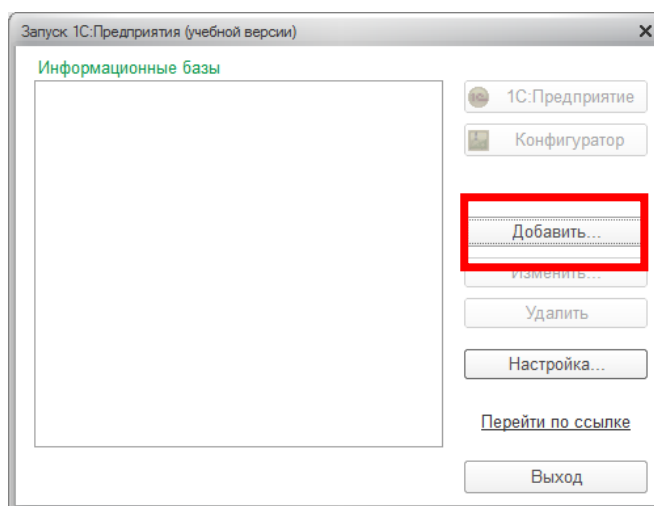 Запуск 1С:Предприятия (учебной версии)
Информационные базы
1С:Предприятие
Конфигуратор
Добавить...
Изменить...
Удалить
Настройка...
Перейти по ссылке
Выход